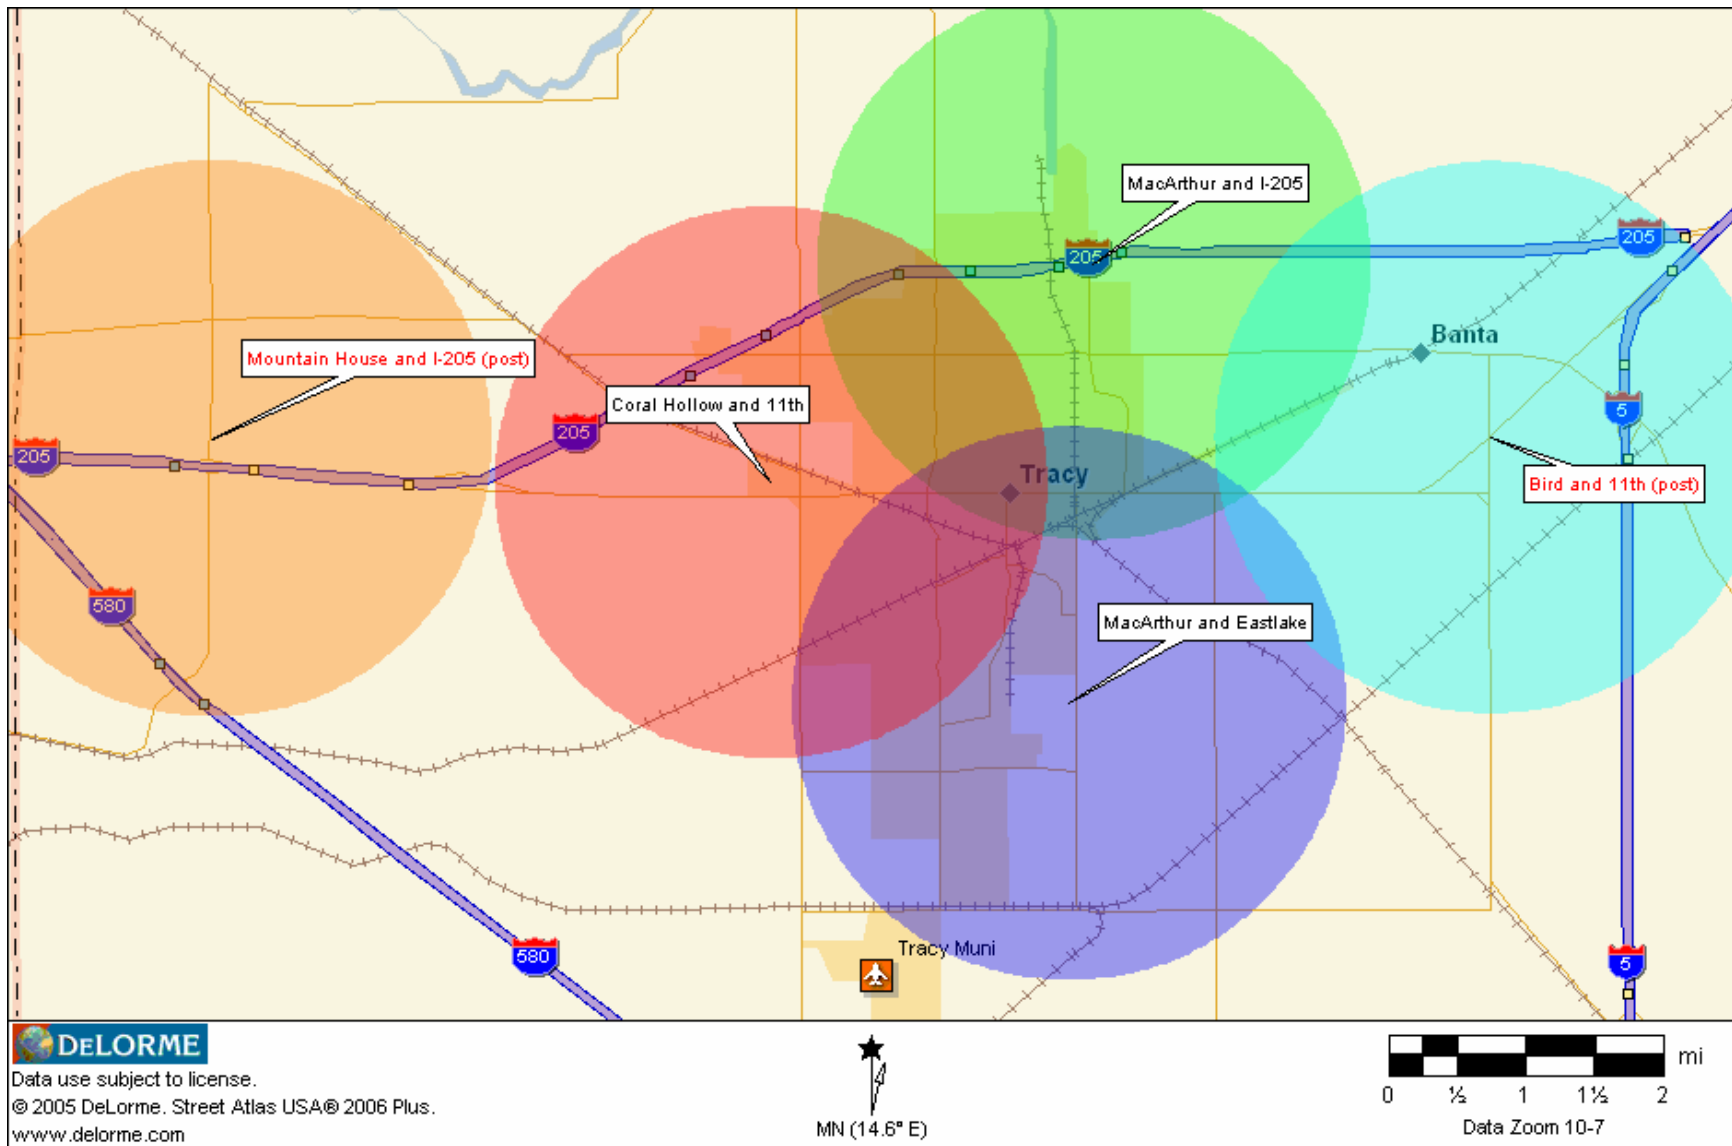 MacArthur and I-205
205
205
Banta
Mountain House and I-205 (post)
Coral Hollow and 11th
5
205
205
Tracy
Bird and 11th (post)
580
MacArthur and Eastlake
Tracy Muni
580
5
DELORME
Data use subject to license.
© 2005 DeLorme. Street Atlas USA® 2006 Plus.
www.delorme.com
MN (14.6° E)
mi
0 ½ 1 1½ 2
Data Zoom 10-7